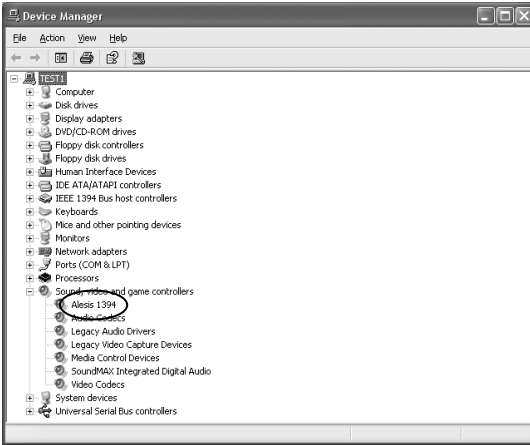 Device Manager
File Action View Help
TEST1
Computer
Disk drives
Display adapters
DVD/CD-ROM drives
Floppy disk controllers
Floppy disk drives
Human Interface Devices
IDE ATA/ATAPI controllers
IEEE 1394 Bus host controllers
Keyboards
Mice and other pointing devices
Monitors
Network adapters
Ports (COM & LPT)
Processors
Sound, video and game controllers
Alesis 1394
Audio Codecs
Legacy Audio Drivers
Legacy Video Capture Devices
Media Control Devices
SoundMAX Integrated Digital Audio
Video Codecs
System devices
Universal Serial Bus controllers